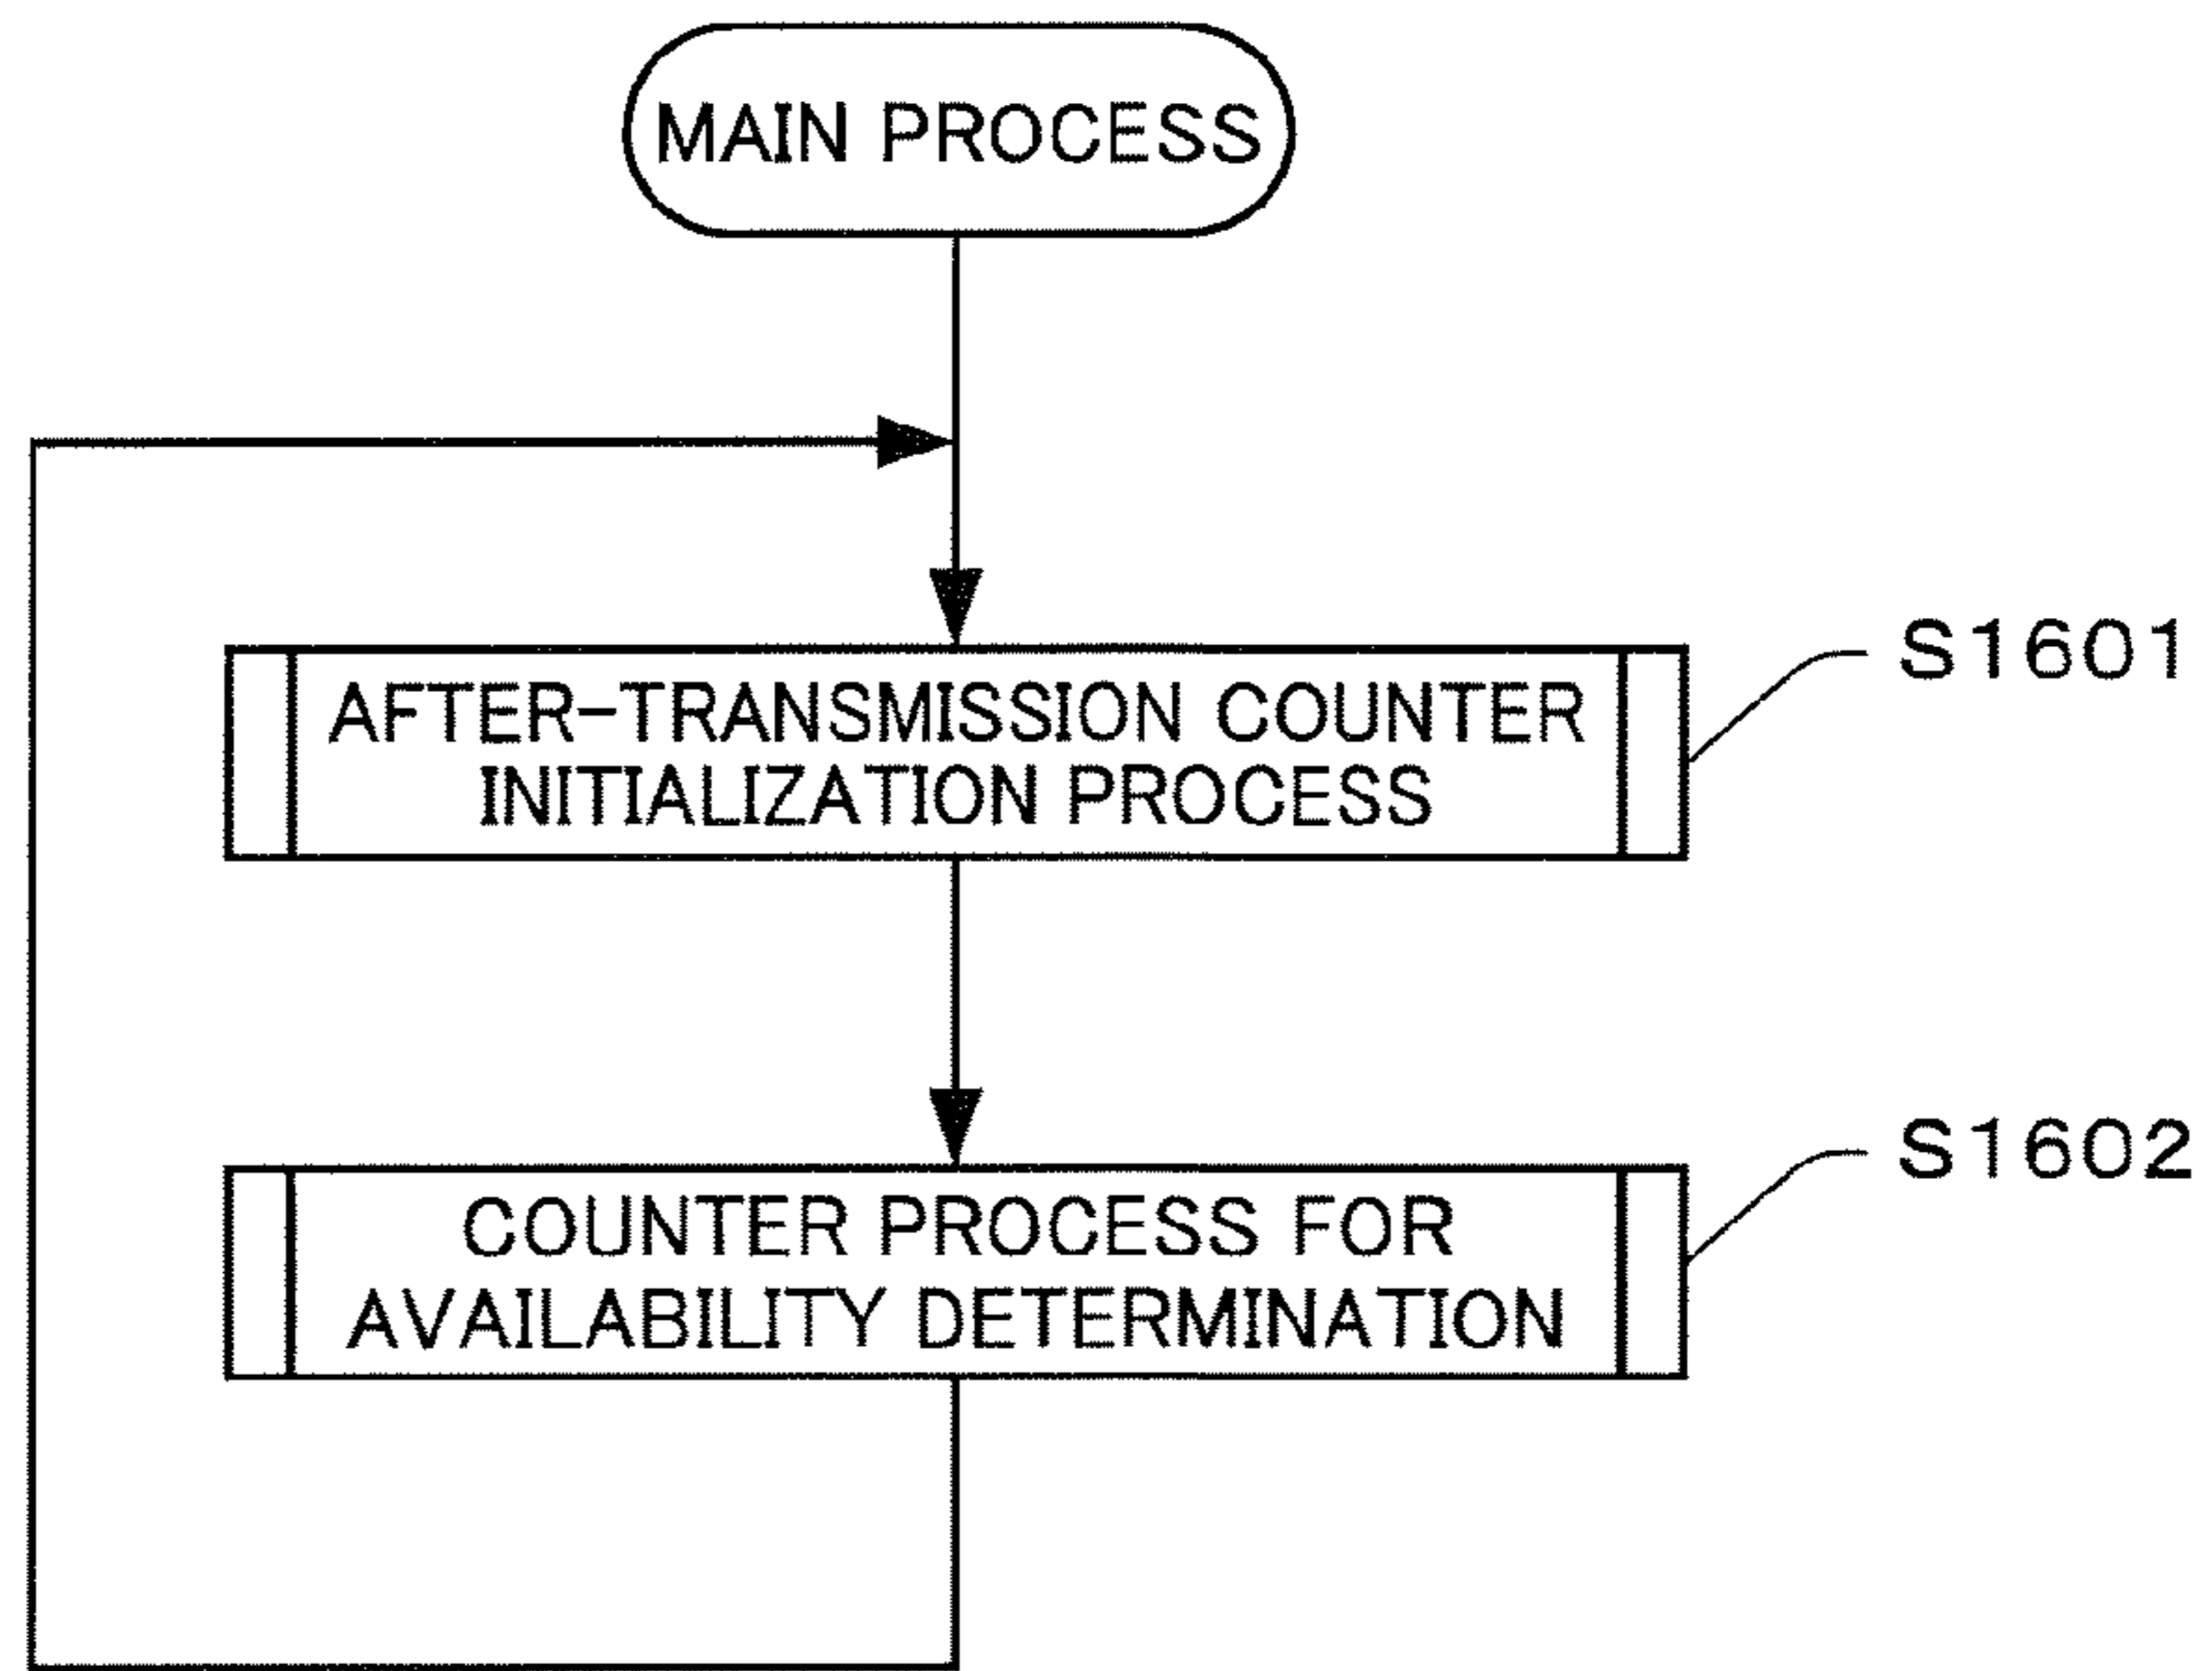 MAIN PROCESS
AFTER-TRANSMISSION COUNTER
INITIALIZATION PROCESS
S1601
COUNTER PROCESS FOR
AVAILABILITY DETERMINATION
S1602